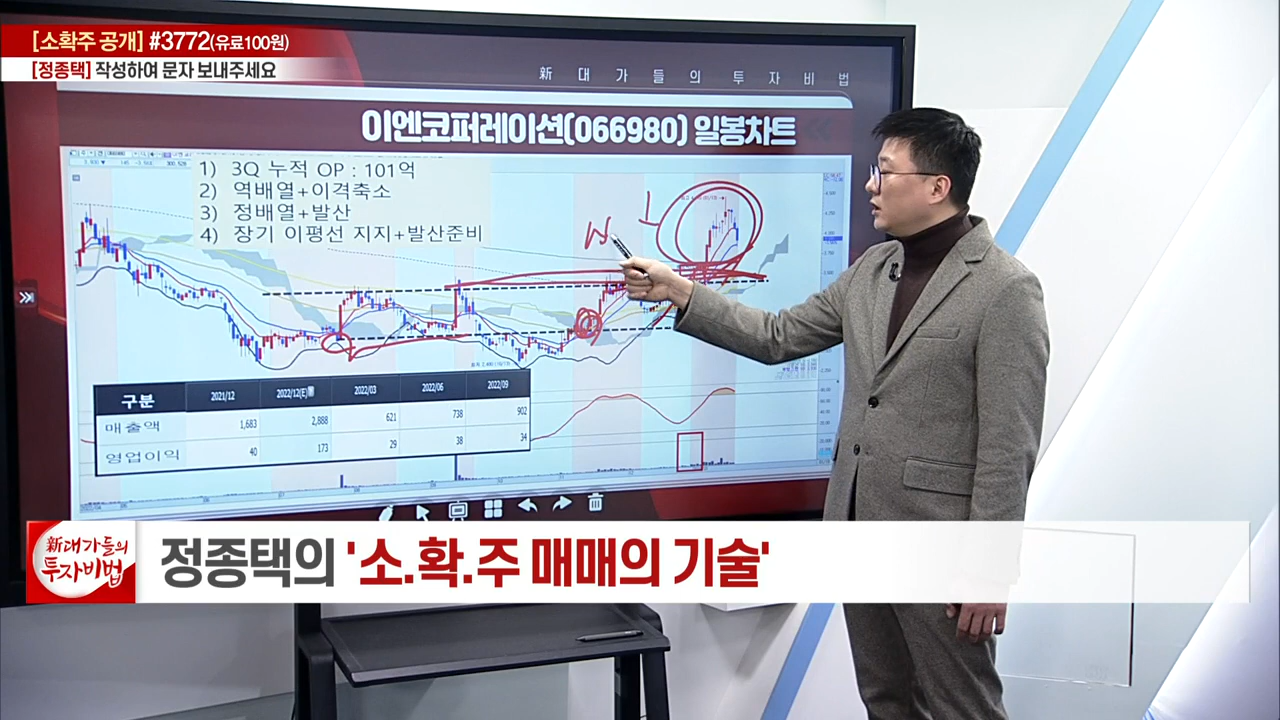 [소확주 공개] #3772(유료100원)
[정종택] 작성하여 문자 보내주세요
新 대 가 들 의 투 자 비 법
이엔코퍼레이션(066980) 일봉차트
1) 3Q 누적 OP : 101억
2) 역배열+이격축소
3) 정배열+발산
4) 장기 이평선 지지+발산준비
구분 2021/12 2022/12(E) 2022/03 2022/06 2022/09
매출액 1,683 2,888 621 738 902
영업이익 40 173 29 38 34
新대가들의
투자비법
정종택의 '소.확.주 매매의 기술'